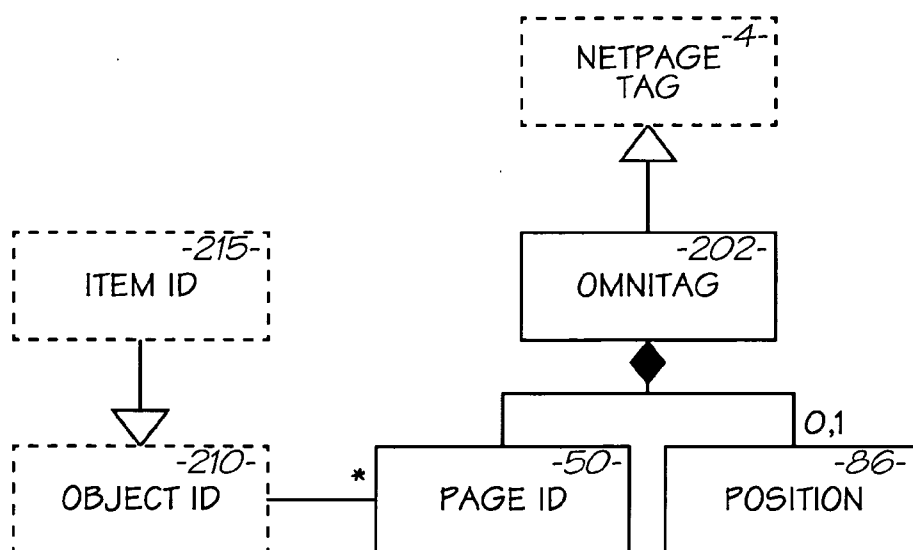 -4-
NETPAGE
TAG
-215-
ITEM ID
-202-
OMNITAG
0,1
-210-
OBJECT ID
*
-50-
PAGE ID
-86-
POSITION